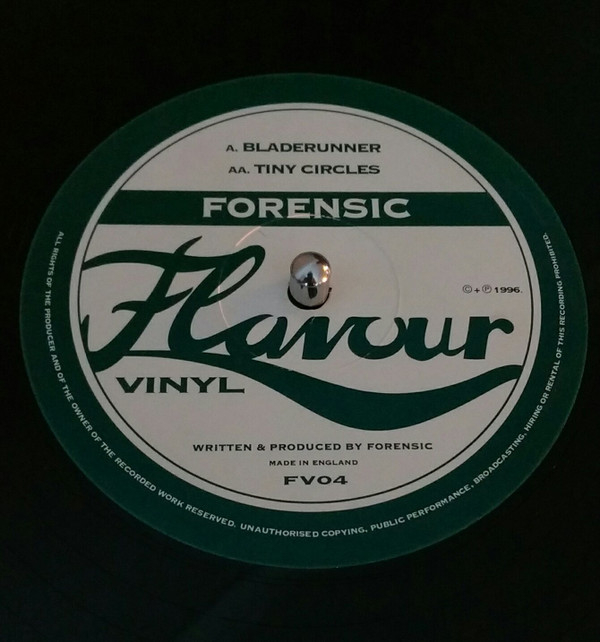 A. BLADERUNNER
AA. TINY CIRCLES
FORENSIC
Flavour
©+℗1996.
VINYL
WRITTEN & PRODUCED BY FORENSIC
MADE IN ENGLAND
FV04
ALL RIGHTS OF THE PRODUCER AND OF THE OWNER OF THE RECORDED WORK RESERVED. UNAUTHORISED COPYING, PUBLIC PERFORMANCE, BROADCASTING, HIRING OR RENTAL OF THIS RECORDING PROHIBITED.